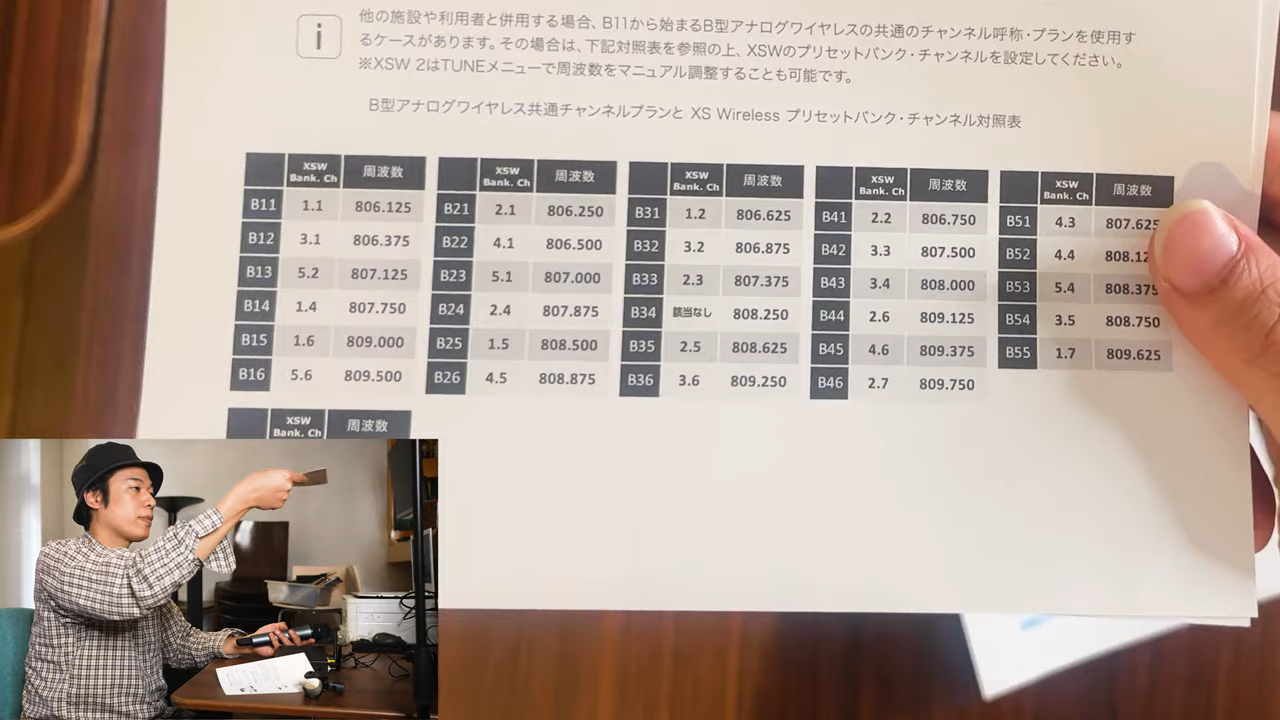 他の施設や利用者と併用する場合、B11から始まるB型アナログワイヤレスの共通のチャンネル呼称・プランを使用す
るケースがあります。その場合は、下記対照表を参照の上、XSWのプリセットバンク・チャンネルを設定してください。
※XSW 2はTUNEメニューで周波数をマニュアル調整することも可能です。
B型アナログワイヤレス共通チャンネルプランと XS Wireless プリセットバンク・チャンネル対照表
XSW Bank. Ch 周波数
B11 1.1 806.125
B12 3.1 806.375
B13 5.2 807.125
B14 1.4 807.750
B15 1.6 809.000
B16 5.6 809.500
XSW Bank. Ch 周波数
B21 2.1 806.250
B22 4.1 806.500
B23 5.1 807.000
B24 2.4 807.875
B25 1.5 808.500
B26 4.5 808.875
XSW Bank. Ch 周波数
B31 1.2 806.625
B32 3.2 806.875
B33 2.3 807.375
B34 該当なし 808.250
B35 2.5 808.625
B36 3.6 809.250
XSW Bank. Ch 周波数
B41 2.2 806.750
B42 3.3 807.500
B43 3.4 808.000
B44 2.6 809.125
B45 4.6 809.375
B46 2.7 809.750
XSW Bank. Ch 周波数
B51 4.3 807.625
B52 4.4 808.12
B53 5.4 808.375
B54 3.5 808.750
B55 1.7 809.625
XSW Bank. Ch 周波数